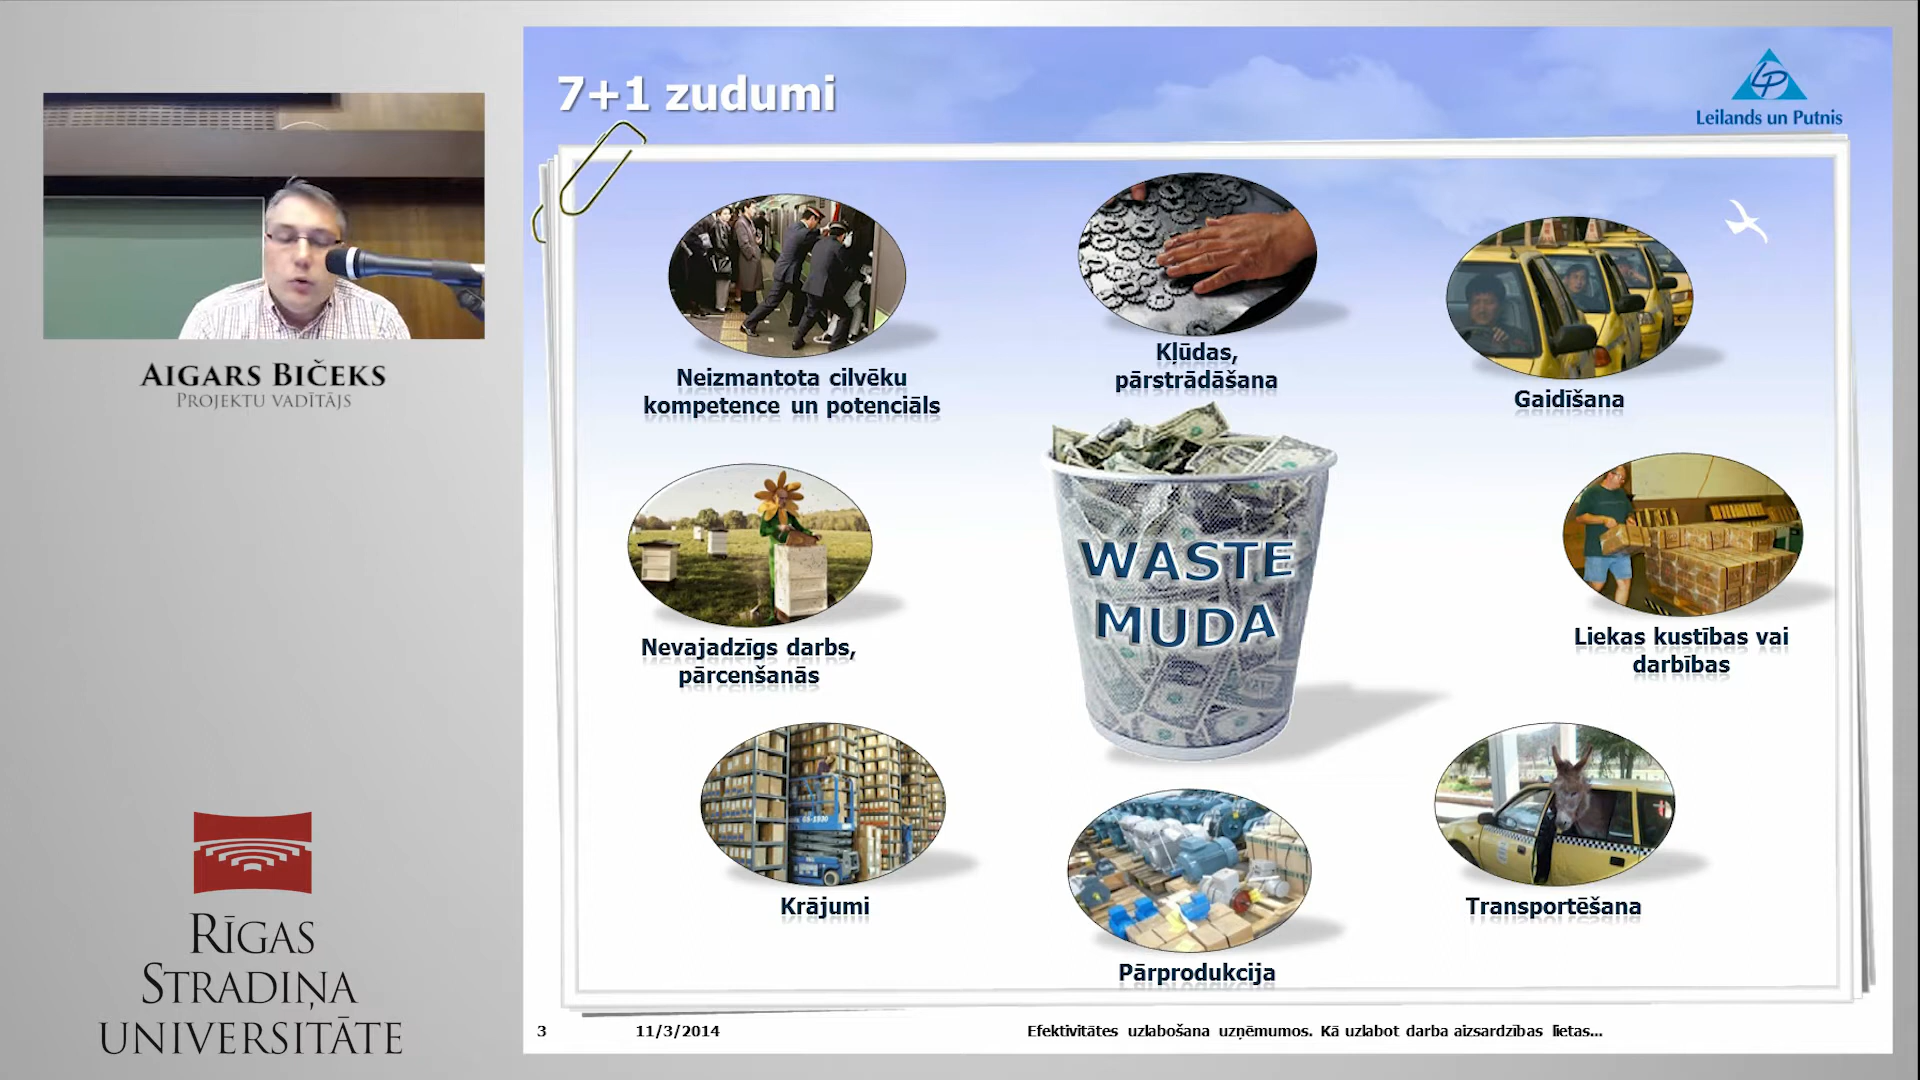 AIGARS BIČEKS
PROJEKTU VADĪTĀJS
RĪGAS
STRADIŅA
UNIVERSITĀTE
7+1 zudumi
LP
Leilands un Putnis
Neizmantota cilvēku
kompetence un potenciāls
Kļūdas,
pārstrādāšana
Gaidīšana
Nevajadzīgs darbs,
pārcenšanās
WASTE
MUDA
Liekas kustības vai
darbības
Krājumi
Pārprodukcija
Transportēšana
3
11/3/2014
Efektivitātes uzlabošana uzņēmumos. Kā uzlabot darba aizsardzības lietas...